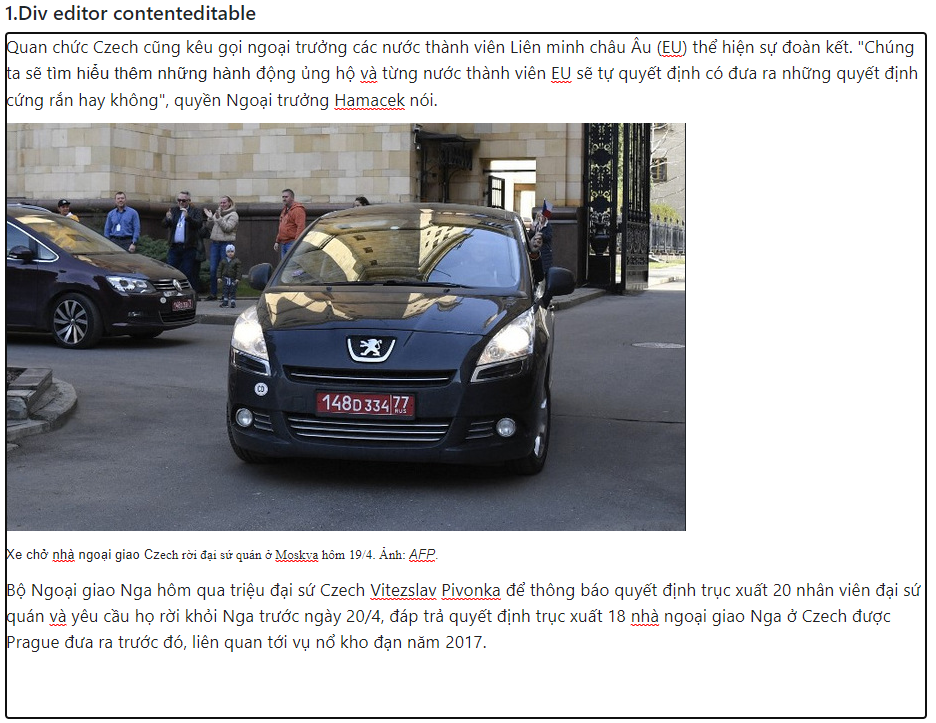 1.Div editor contenteditable
Quan chức Czech cũng kêu gọi ngoại trưởng các nước thành viên Liên minh châu Âu (EU) thể hiện sự đoàn kết. "Chúng
ta sẽ tìm hiểu thêm những hành động ủng hộ và từng nước thành viên EU sẽ tự quyết định có đưa ra những quyết định
cứng rắn hay không", quyền Ngoại trưởng Hamacek nói.
CD
148D334 77
RUS
Xe chở nhà ngoại giao Czech rời đại sứ quán ở Moskva hôm 19/4. Ảnh: AFP.
Bộ Ngoại giao Nga hôm qua triệu đại sứ Czech Vitezslav Pivonka để thông báo quyết định trục xuất 20 nhân viên đại sứ
quán và yêu cầu họ rời khỏi Nga trước ngày 20/4, đáp trả quyết định trục xuất 18 nhà ngoại giao Nga ở Czech được
Prague đưa ra trước đó, liên quan tới vụ nổ kho đạn năm 2017.